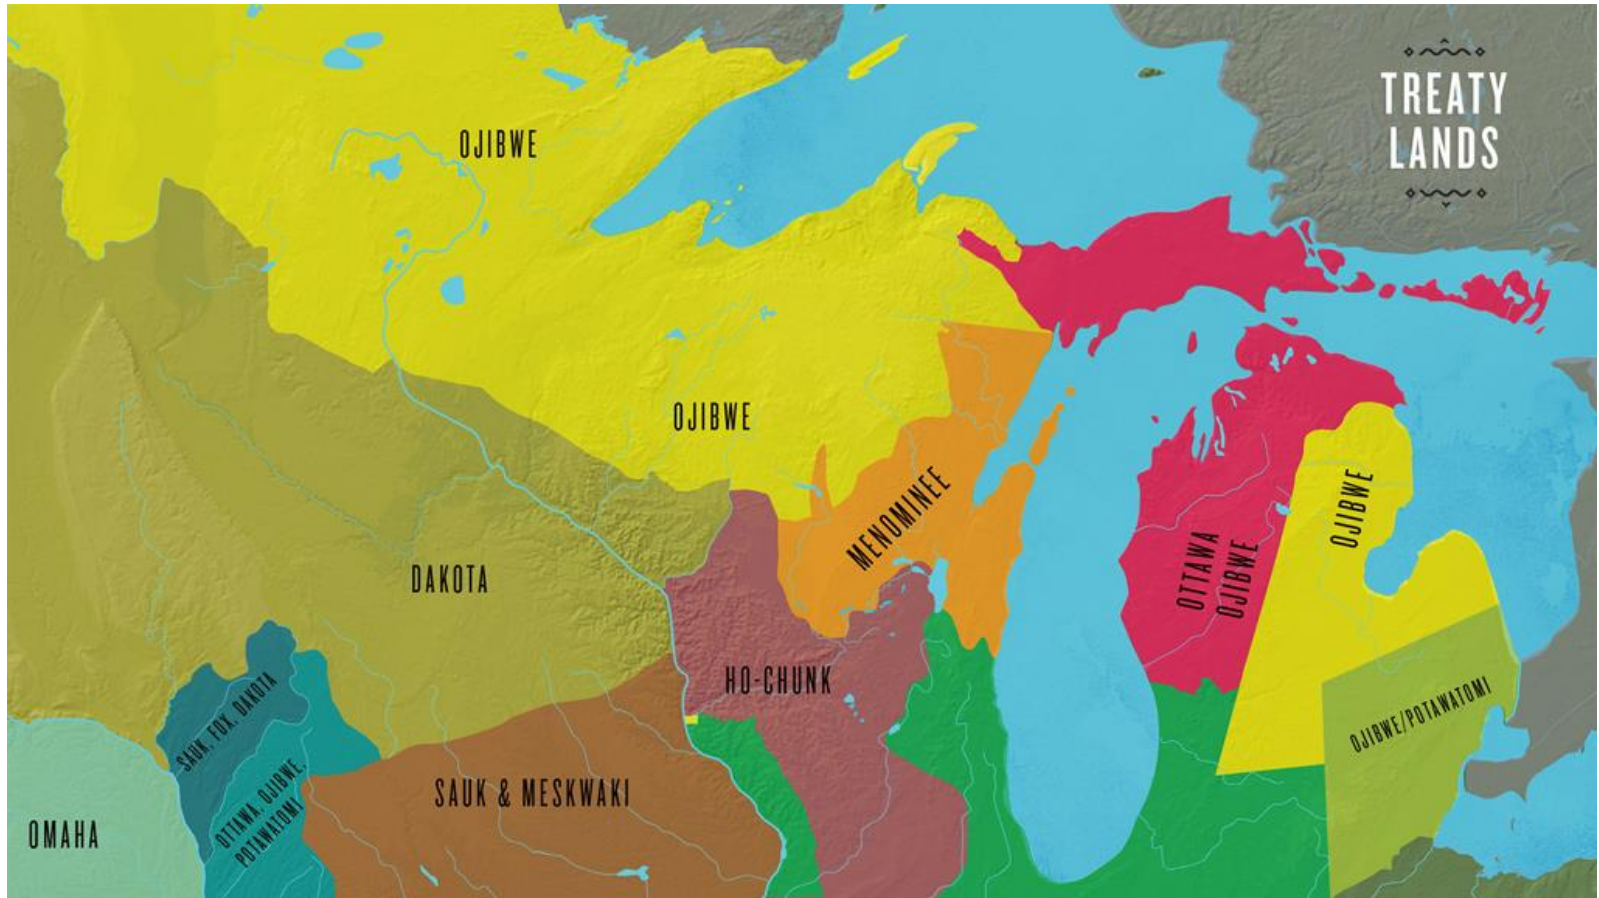 TREATY
LANDS
OJIBWE
OJIBWE
MENOMINEE
OJIBWE
OTTAWA
OJIBWE
DAKOTA
HO-CHUNK
OJIBWE/POTAWATOMI
SAUK, FOX, DAKOTA
OTTAWA, OJIBWE,
POTAWATOMI
SAUK & MESKWAKI
OMAHA